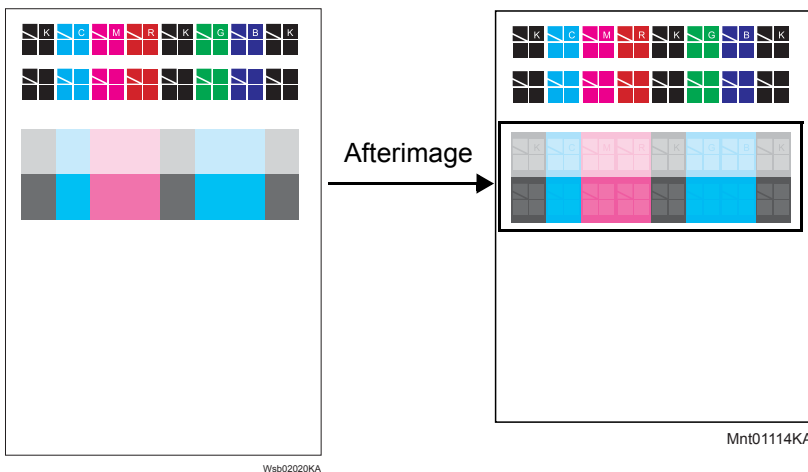 K C M R K G B K
K C M R K G B K
Afterimage
K C M R K G B K
Mnt01114KA
Wsb02020KA